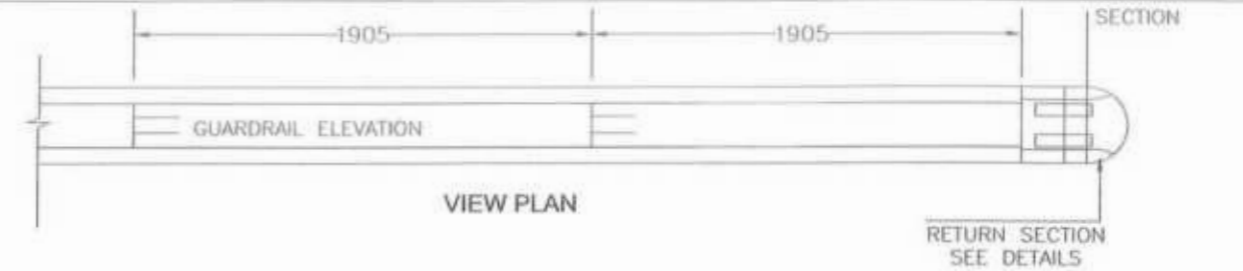 SECTION
1905 1905
GUARDRAIL ELEVATION
VIEW PLAN
RETURN SECTION
SEE DETAILS